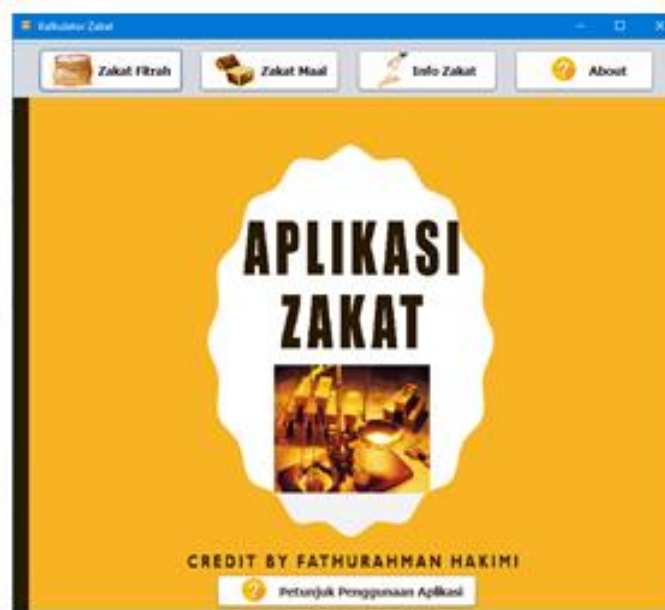 Kalkulator Zakat
Zakat Fitrah
Zakat Maal
Info Zakat
About
APLIKASI
ZAKAT
CREDIT BY FATHURAHMAN HAKIMI
Petunjuk Penggunaan Aplikasi